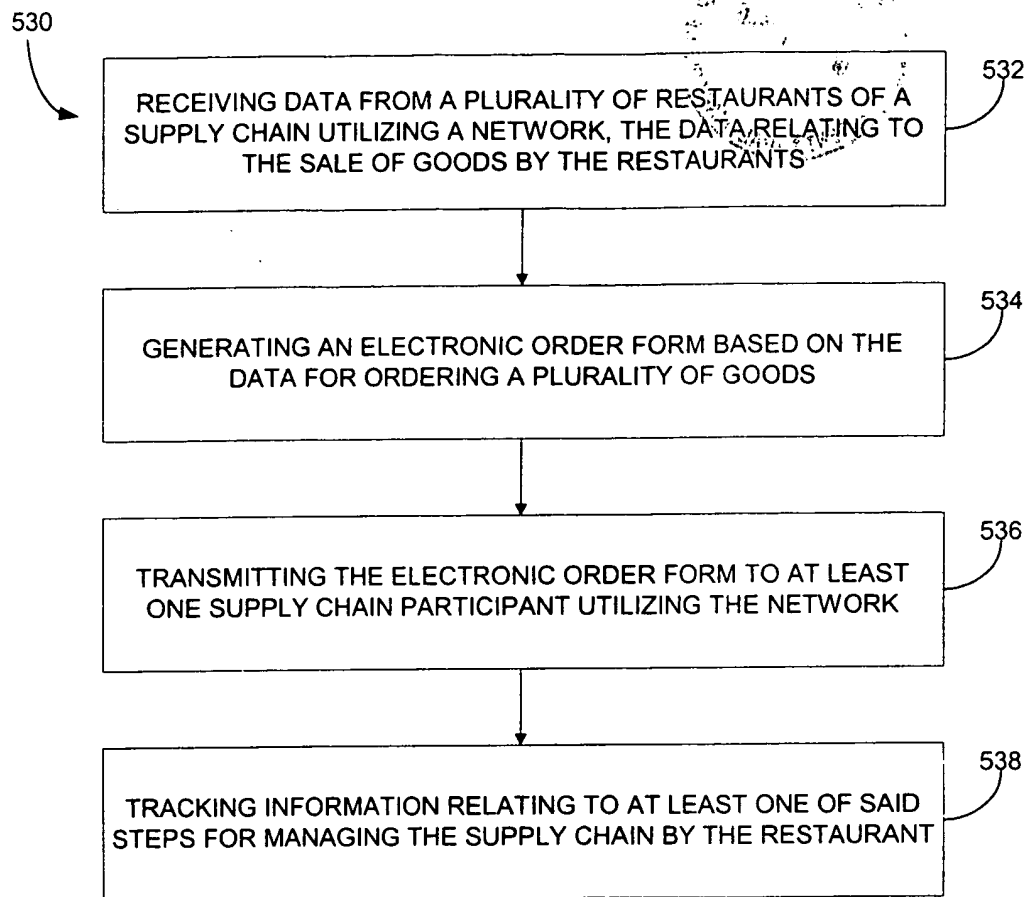 530
532
RECEIVING DATA FROM A PLURALITY OF RESTAURANTS OF A
SUPPLY CHAIN UTILIZING A NETWORK, THE DATA RELATING TO
THE SALE OF GOODS BY THE RESTAURANTS
534
GENERATING AN ELECTRONIC ORDER FORM BASED ON THE
DATA FOR ORDERING A PLURALITY OF GOODS
536
TRANSMITTING THE ELECTRONIC ORDER FORM TO AT LEAST
ONE SUPPLY CHAIN PARTICIPANT UTILIZING THE NETWORK
538
TRACKING INFORMATION RELATING TO AT LEAST ONE OF SAID
STEPS FOR MANAGING THE SUPPLY CHAIN BY THE RESTAURANT